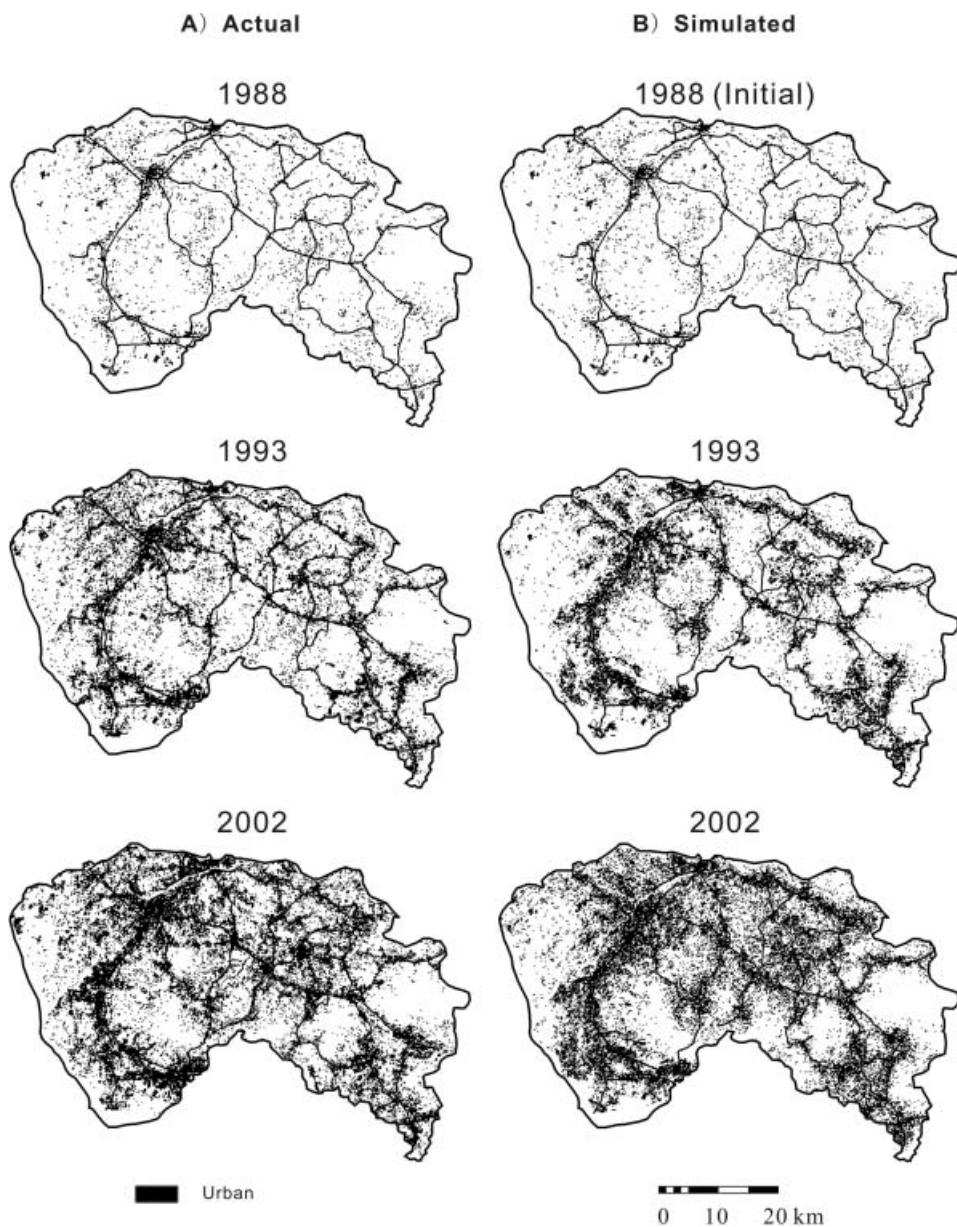 A) Actual
B) Simulated
1988
1988 (Initial)
1993
1993
2002
2002
Urban
0 10 20 km